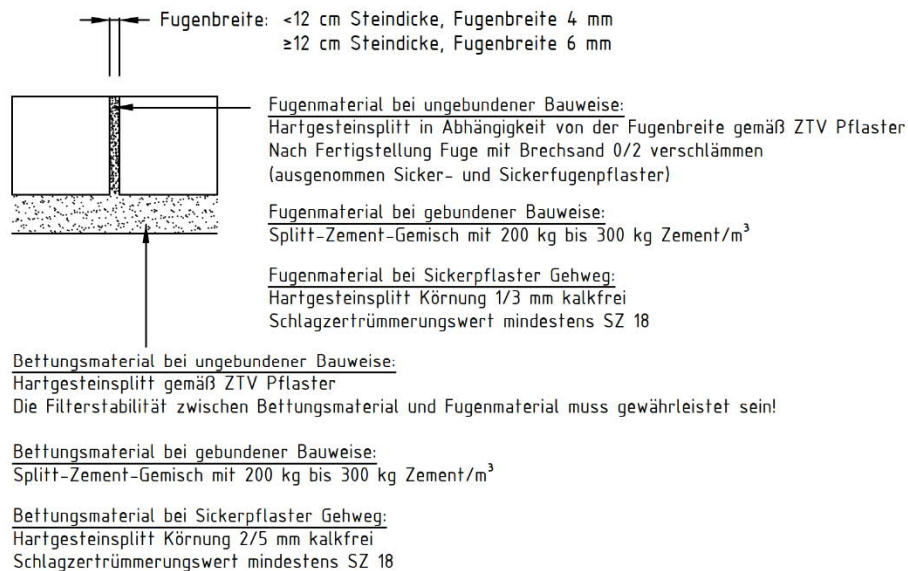 Fugenbreite: <12 cm Steindicke, Fugenbreite 4 mm
≥12 cm Steindicke, Fugenbreite 6 mm
Fugenmaterial bei ungebundener Bauweise:
Hartgesteinsplitt in Abhängigkeit von der Fugenbreite gemäß ZTV Pflaster
Nach Fertigstellung Fuge mit Brechsand 0/2 verschlämmen
(ausgenommen Sicker- und Sickerfugenpflaster)
Fugenmaterial bei gebundener Bauweise:
Splitt-Zement-Gemisch mit 200 kg bis 300 kg Zement/m³
Fugenmaterial bei Sickerpflaster Gehweg:
Hartgesteinsplitt Körnung 1/3 mm kalkfrei
Schlagzertrümmerungswert mindestens SZ 18
Bettungsmaterial bei ungebundener Bauweise:
Hartgesteinsplitt gemäß ZTV Pflaster
Die Filterstabilität zwischen Bettungsmaterial und Fugenmaterial muss gewährleistet sein!
Bettungsmaterial bei gebundener Bauweise:
Splitt-Zement-Gemisch mit 200 kg bis 300 kg Zement/m³
Bettungsmaterial bei Sickerpflaster Gehweg:
Hartgesteinsplitt Körnung 2/5 mm kalkfrei
Schlagzertrümmerungswert mindestens SZ 18